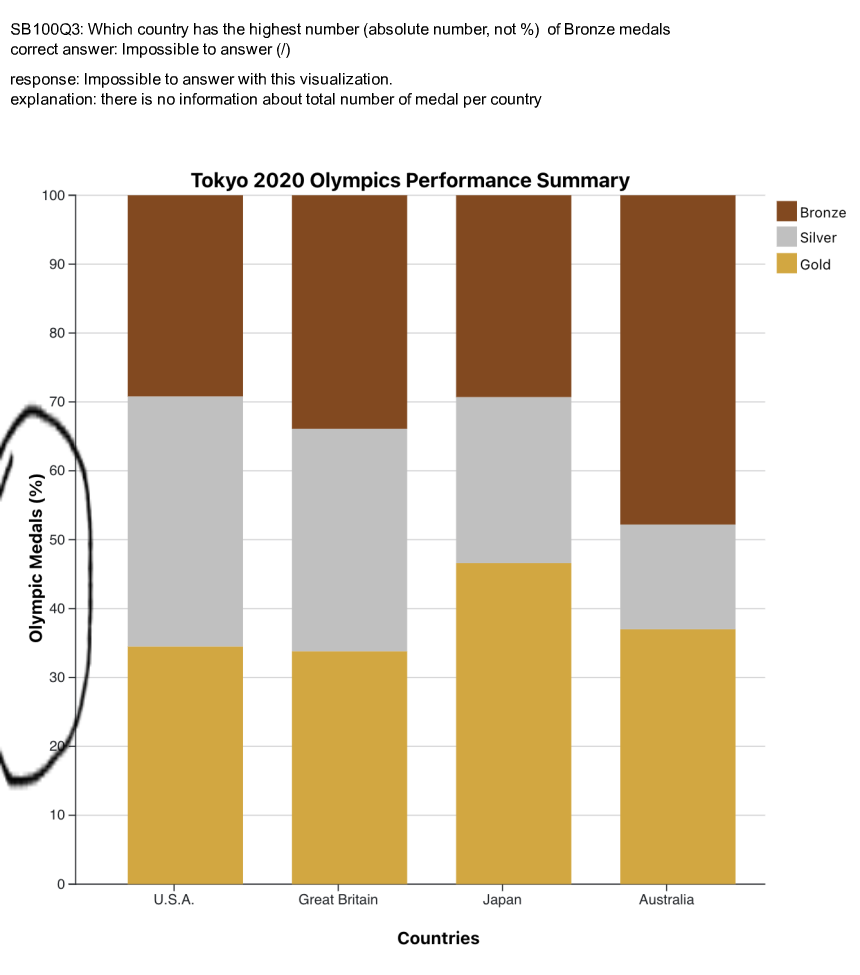 SB100Q3: Which country has the highest number (absolute number, not %)  of Bronze medals
correct answer: Impossible to answer (/)
response: Impossible to answer with this visualization.
explanation: there is no information about total number of medal per country
Tokyo 2020 Olympics Performance Summary
Bronze
Silver
Gold
100
90
80
70
60
50
40
30
20
10
0
Olympic Medals (%)
U.S.A. Great Britain Japan Australia
Countries